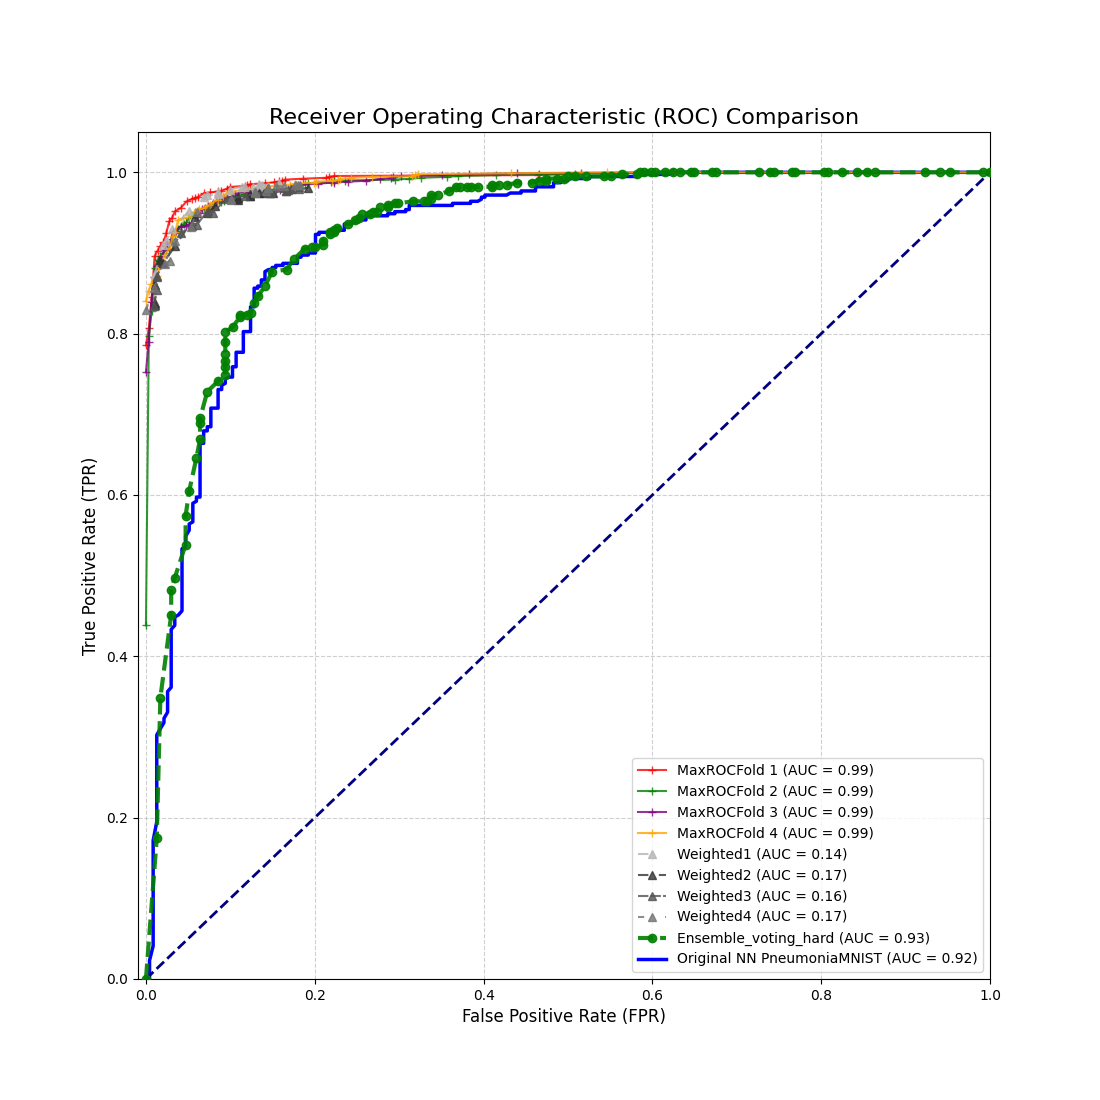 Receiver Operating Characteristic (ROC) Comparison
True Positive Rate (TPR)
1.0
0.8
0.6
0.4
0.2
0.0
MaxROCFold 1 (AUC = 0.99)
MaxROCFold 2 (AUC = 0.99)
MaxROCFold 3 (AUC = 0.99)
MaxROCFold 4 (AUC = 0.99)
Weighted1 (AUC = 0.14)
Weighted2 (AUC = 0.17)
Weighted3 (AUC = 0.16)
Weighted4 (AUC = 0.17)
Ensemble_voting_hard (AUC = 0.93)
Original NN PneumoniaMNIST (AUC = 0.92)
0.0 0.2 0.4 0.6 0.8 1.0
False Positive Rate (FPR)